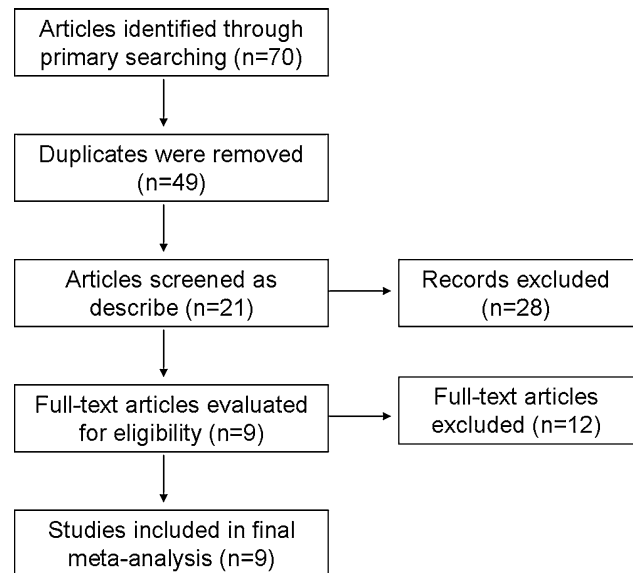 Articles identified through
primary searching (n=70)
Duplicates were removed
(n=49)
Articles screened as
describe (n=21)
Records excluded
(n=28)
Full-text articles evaluated
for eligibility (n=9)
Full-text articles
excluded (n=12)
Studies included in final
meta-analysis (n=9)